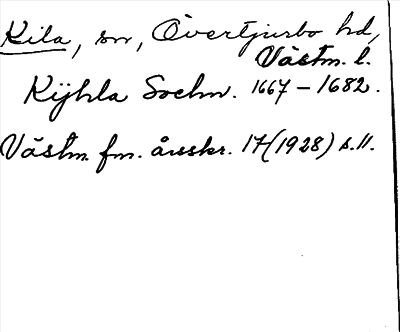 Kila, sn, Övertjurbo hd,
Västm. l.
Kijhla Sochn. 1667 – 1682.
Västm. fm. årsskr. 17 (1928) s. 11.